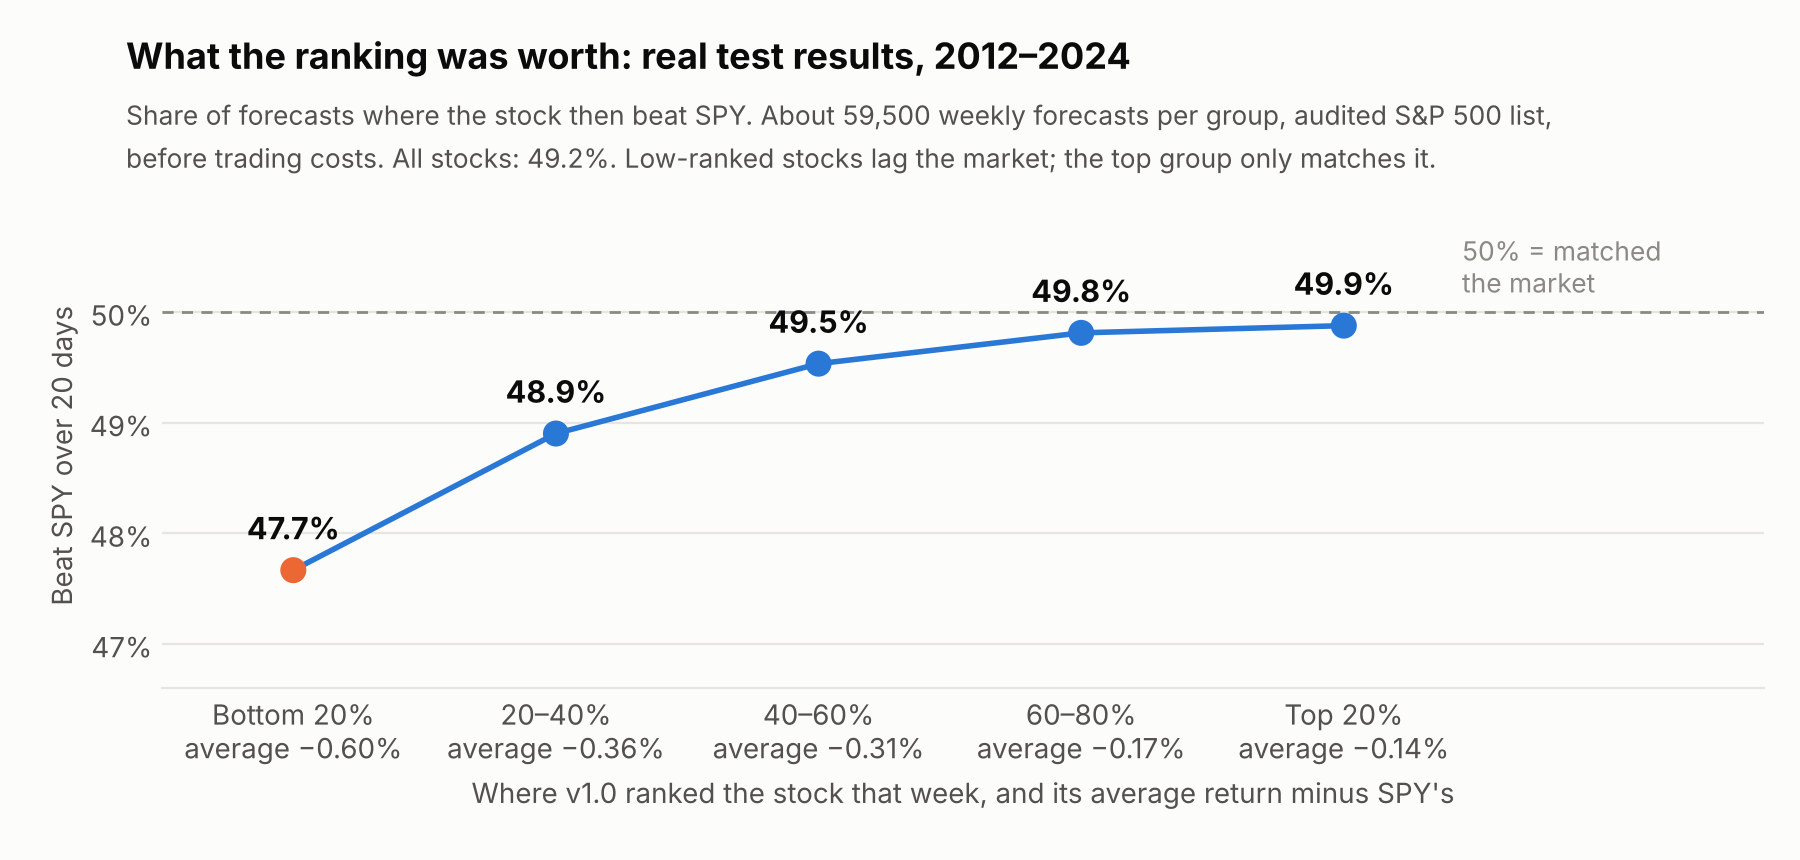 What the ranking was worth: real test results, 2012–2024
Share of forecasts where the stock then beat SPY. About 59,500 weekly forecasts per group, audited S&P 500 list,
before trading costs. All stocks: 49.2%. Low-ranked stocks lag the market; the top group only matches it.
50% = matched
the market
Beat SPY over 20 days
50%
49%
48%
47%
47.7%
48.9%
49.5%
49.8%
49.9%
Bottom 20%
average −0.60%
20–40%
average −0.36%
40–60%
average −0.31%
60–80%
average −0.17%
Top 20%
average −0.14%
Where v1.0 ranked the stock that week, and its average return minus SPY's